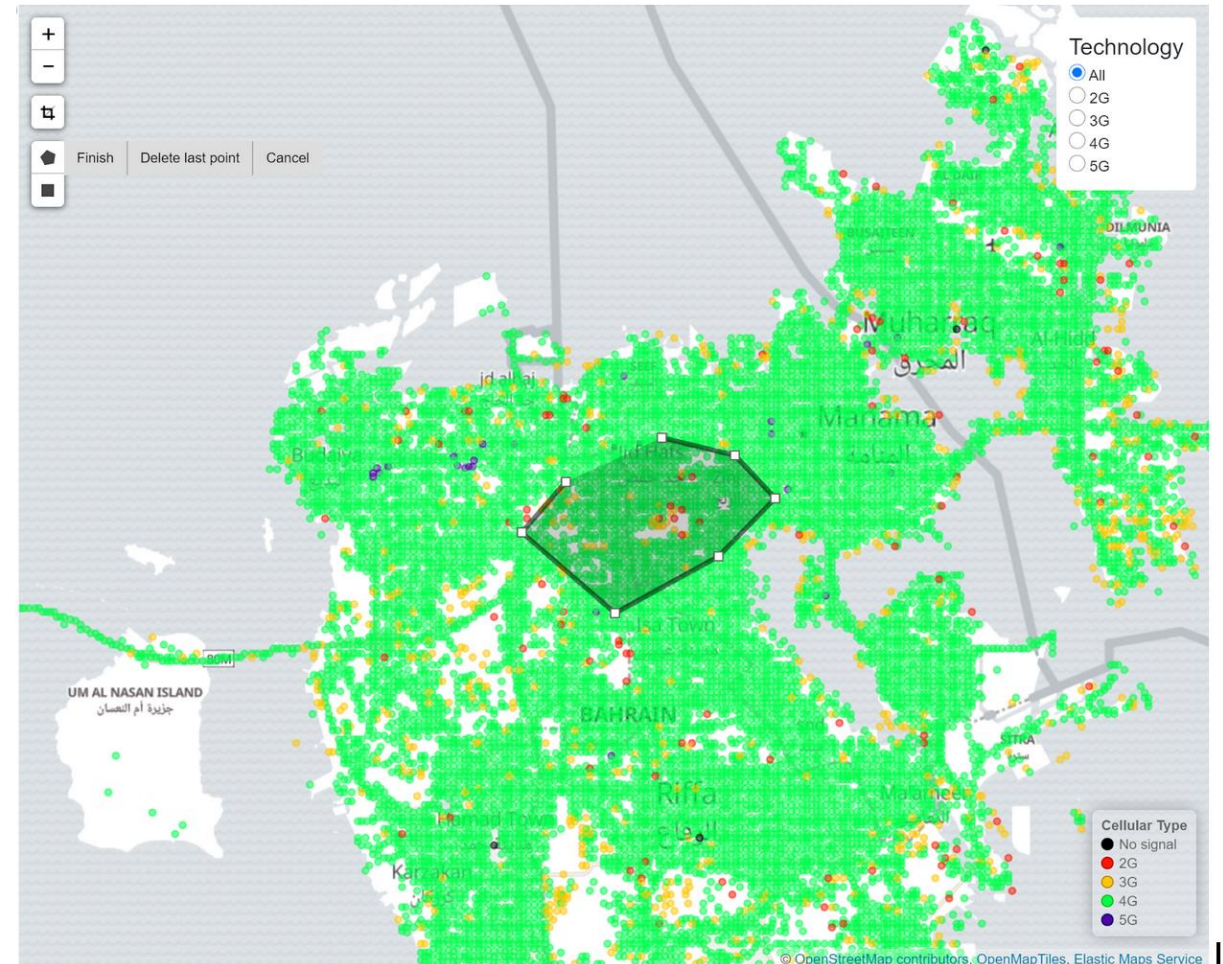 +
−
Finish Delete last point Cancel
Technology
All
2G
3G
4G
5G
DILMUNIA
Muharraq
المحرق
Al Hidd
Manama
المنامة
Isa Town
80M
UM AL NASAN ISLAND
جزيرة أم النعسان
BAHRAIN
SITRA
سترة
Riffa
الرفاع
Hamad Town
Karzakan
Cellular Type
No signal
2G
3G
4G
5G
© OpenStreetMap contributors, OpenMapTiles, Elastic Maps Service